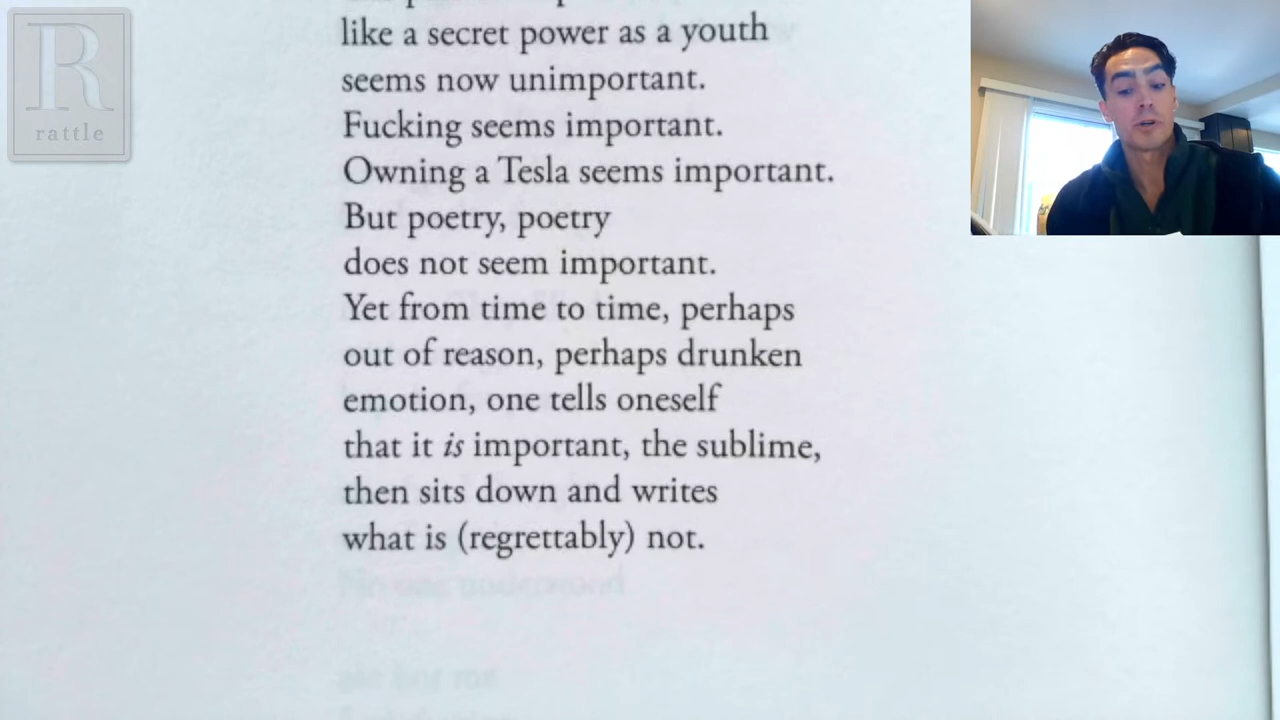 R
rattle
like a secret power as a youth
seems now unimportant.
Fucking seems important.
Owning a Tesla seems important.
But poetry, poetry
does not seem important.
Yet from time to time, perhaps
out of reason, perhaps drunken
emotion, one tells oneself
that it is important, the sublime,
then sits down and writes
what is (regrettably) not.